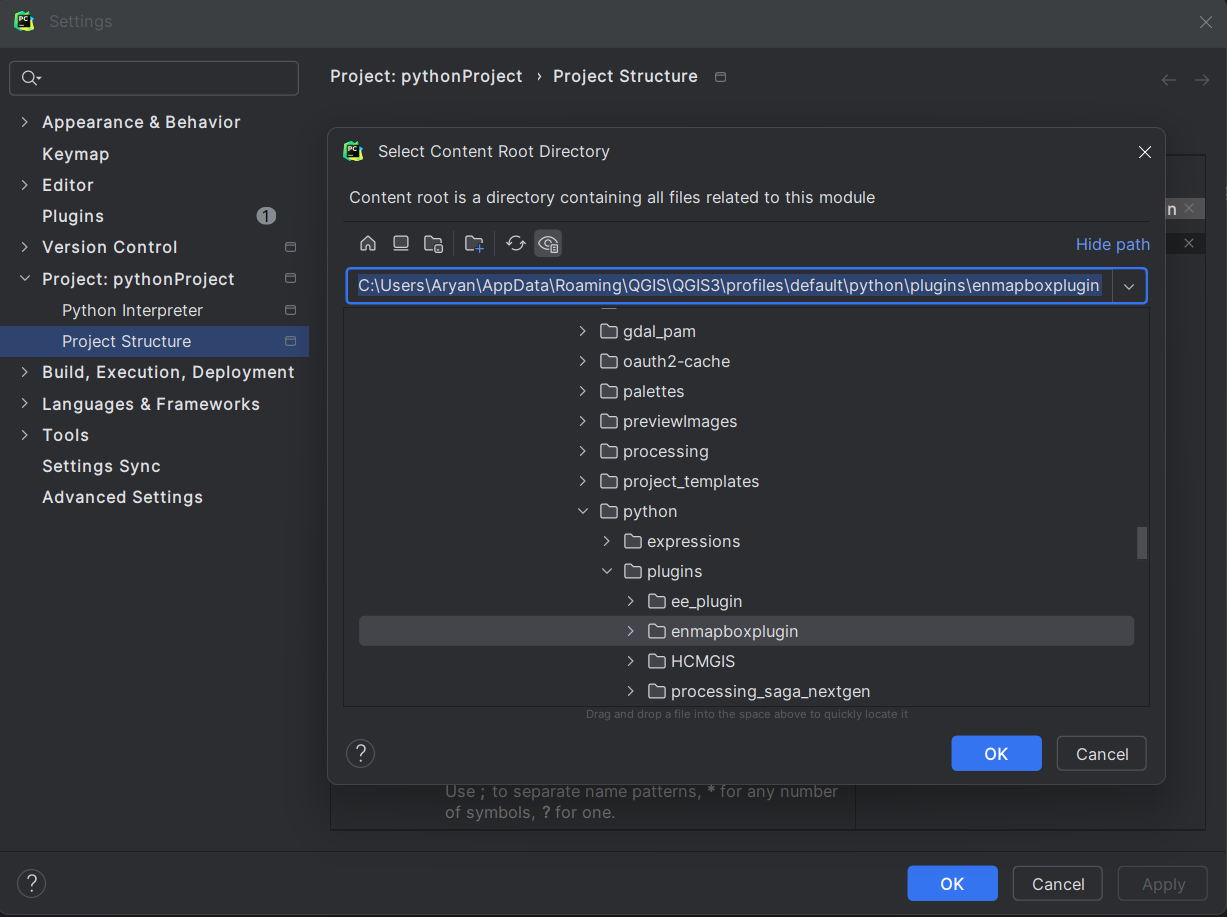 Settings
Project: pythonProject › Project Structure
Appearance & Behavior
Keymap
Editor
Plugins 1
Version Control
Project: pythonProject
Python Interpreter
Project Structure
Build, Execution, Deployment
Languages & Frameworks
Tools
Settings Sync
Advanced Settings
Select Content Root Directory
Content root is a directory containing all files related to this module
Hide path
C:\Users\Aryan\AppData\Roaming\QGIS\QGIS3\profiles\default\python\plugins\enmapboxplugin
gdal_pam
oauth2-cache
palettes
previewImages
processing
project_templates
python
expressions
plugins
ee_plugin
enmapboxplugin
HCMGIS
processing_saga_nextgen
Drag and drop a file into the space above to quickly locate it
? OK Cancel
n
Use ; to separate name patterns, * for any number
of symbols, ? for one.
? OK Cancel Apply